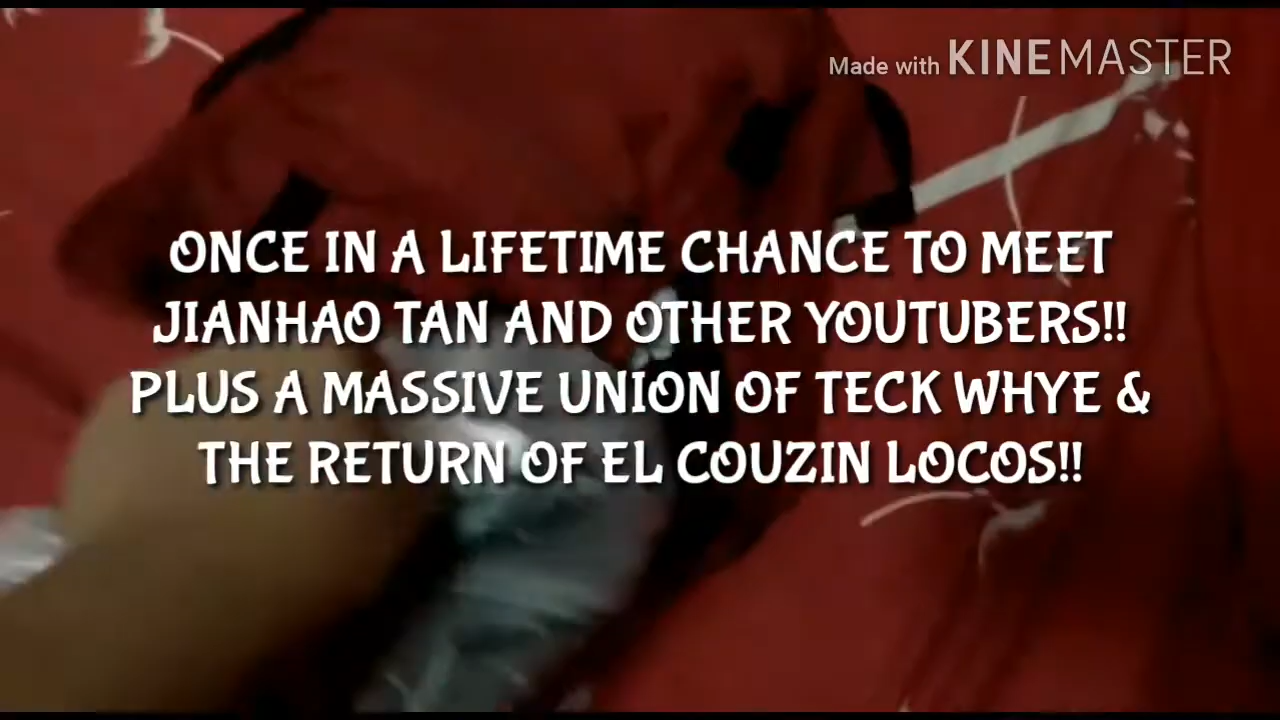 Made with KINEMASTER
ONCE IN A LIFETIME CHANCE TO MEET
JIANHAO TAN AND OTHER YOUTUBERS!!
PLUS A MASSIVE UNION OF TECK WHYE &
THE RETURN OF EL COUZIN LOCOS!!